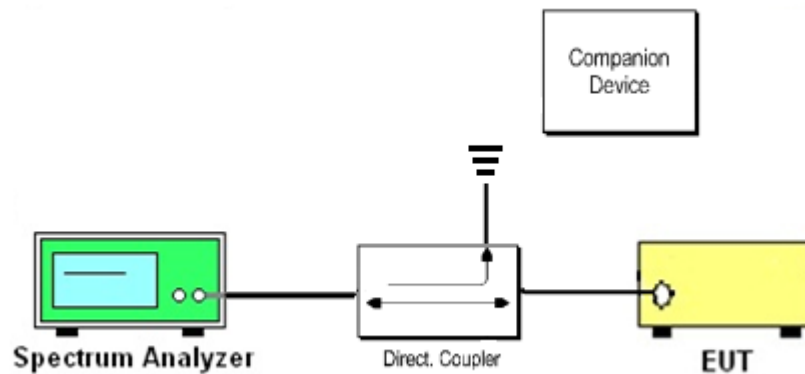 Companion
Device
Spectrum Analyzer
Direct. Coupler
EUT